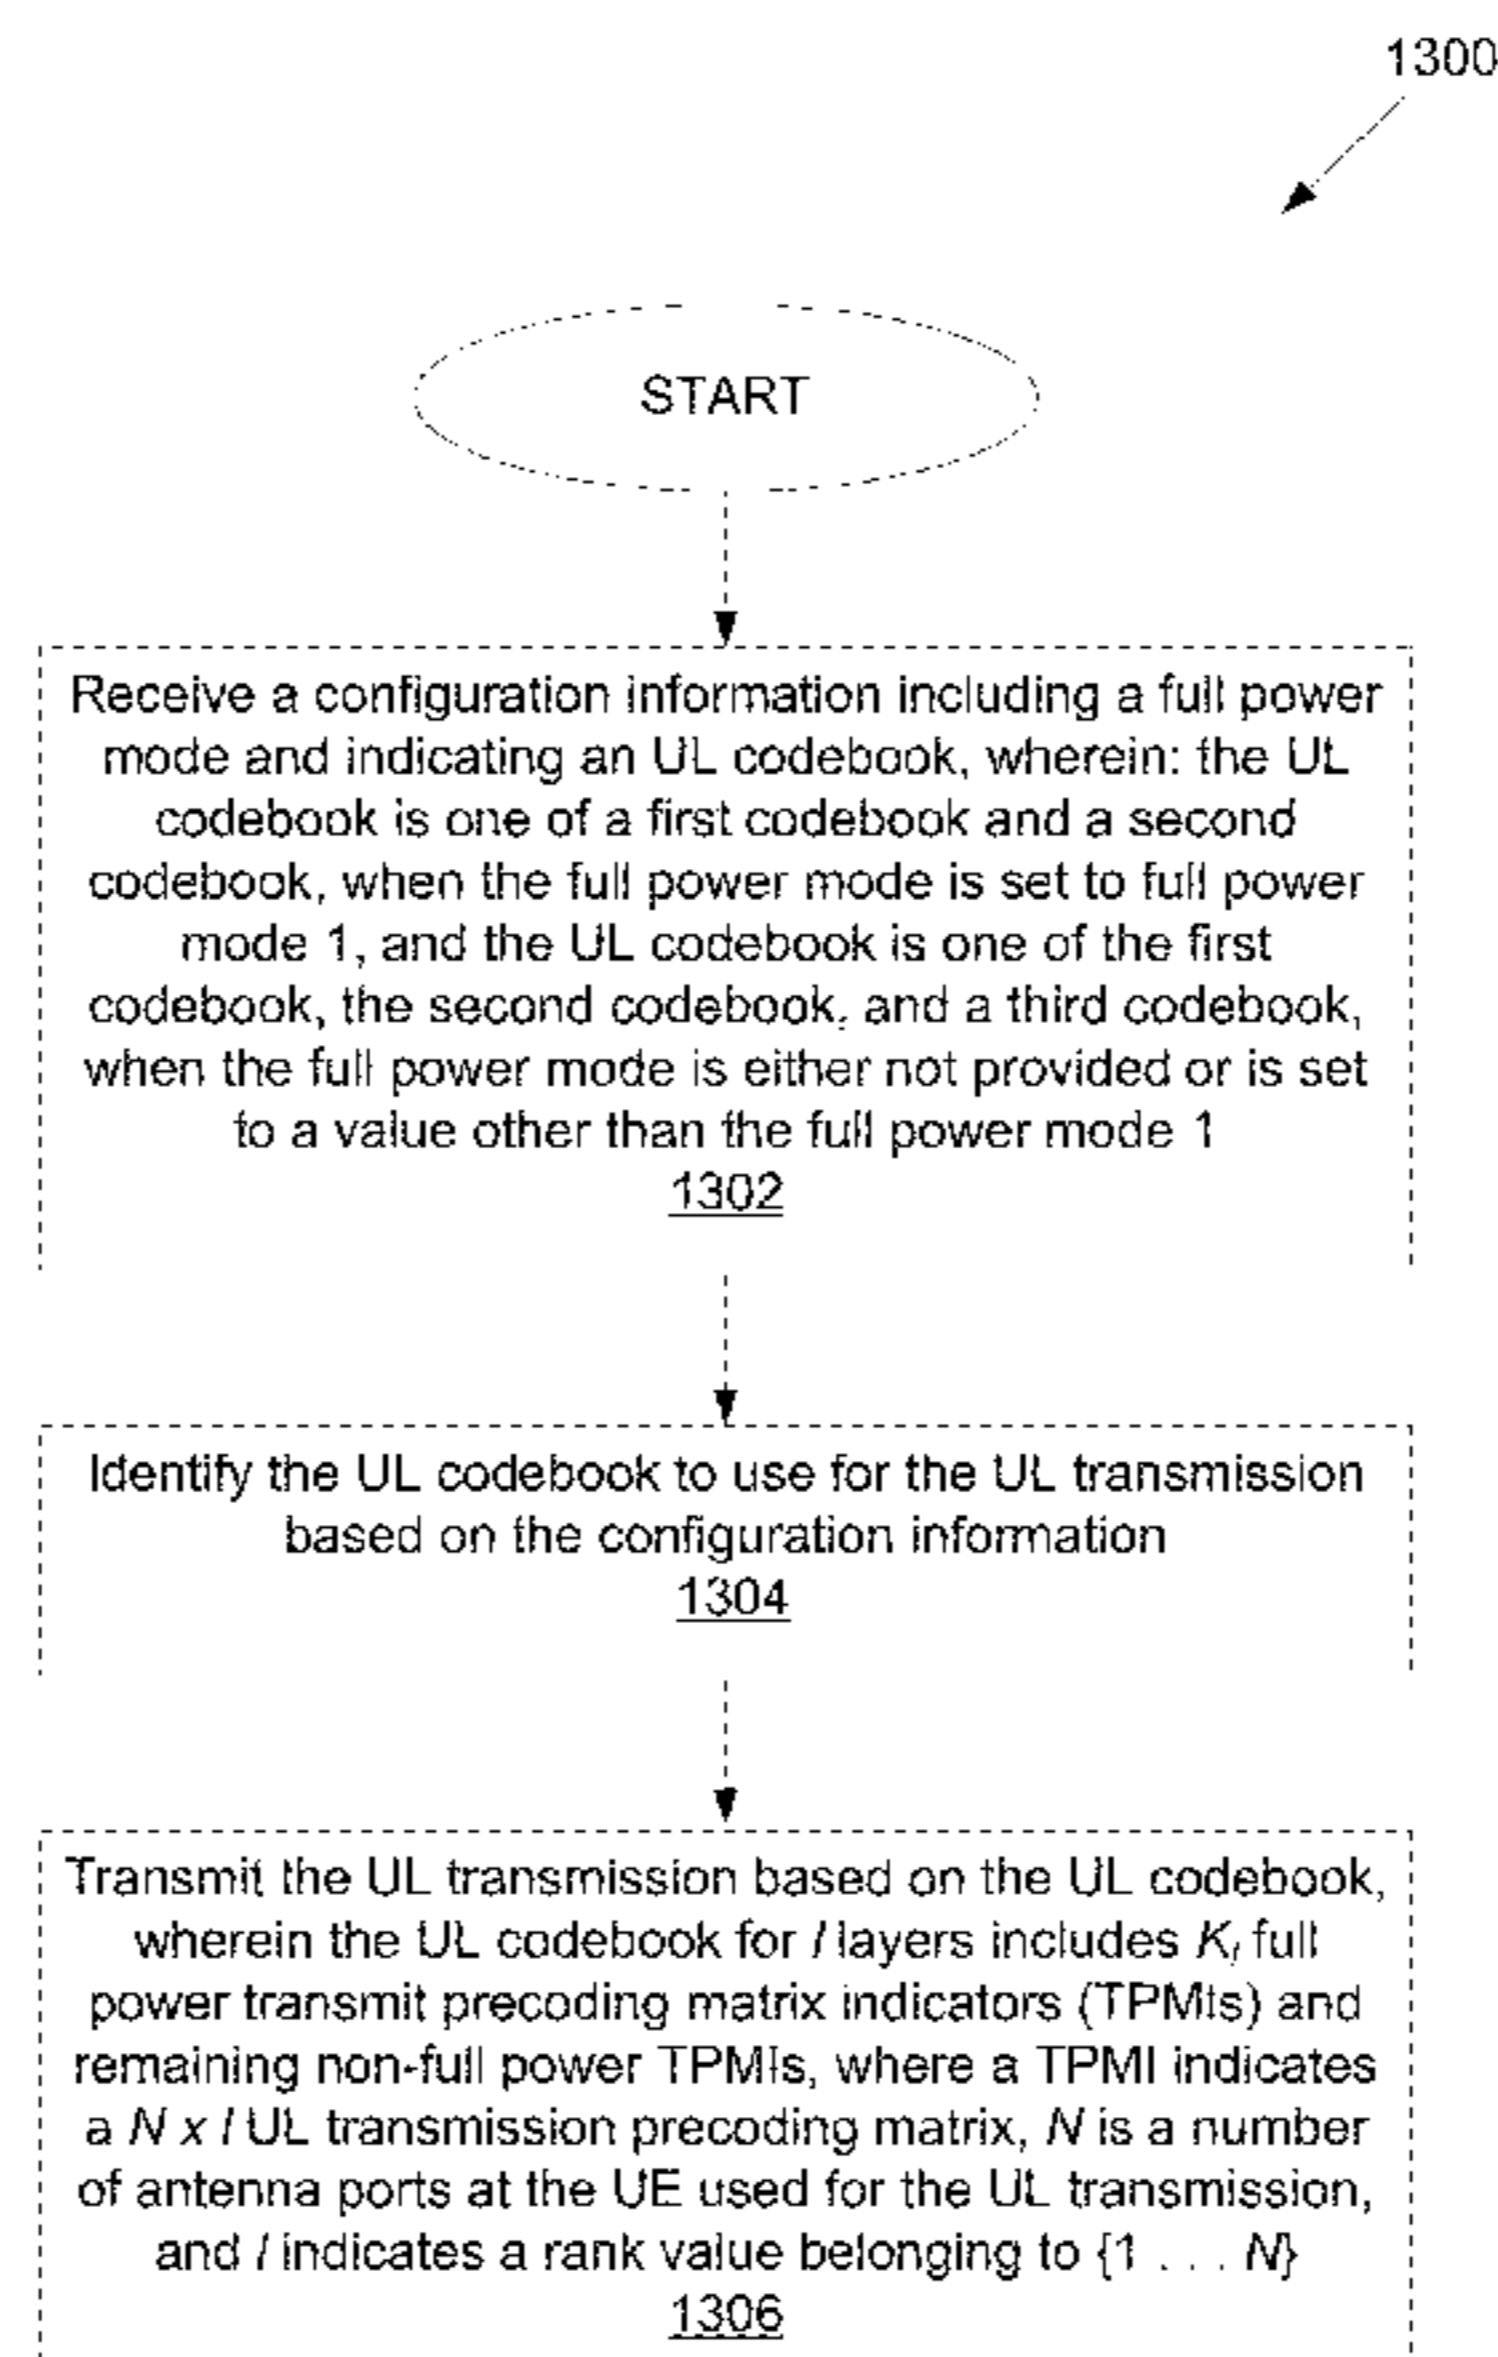 1300
START
Receive a configuration information including a full power
mode and indicating an UL codebook, wherein: the UL
codebook is one of a first codebook and a second
codebook, when the full power mode is set to full power
mode 1, and the UL codebook is one of the first
codebook, the second codebook, and a third codebook,
when the full power mode is either not provided or is set
to a value other than the full power mode 1
1302
Identify the UL codebook to use for the UL transmission
based on the configuration information
1304
Transmit the UL transmission based on the UL codebook,
wherein the UL codebook for l layers includes Kₗ full
power transmit precoding matrix indicators (TPMIs) and
remaining non-full power TPMIs, where a TPMI indicates
a N x l UL transmission precoding matrix, N is a number
of antenna ports at the UE used for the UL transmission,
and l indicates a rank value belonging to {1 . . . N}
1306